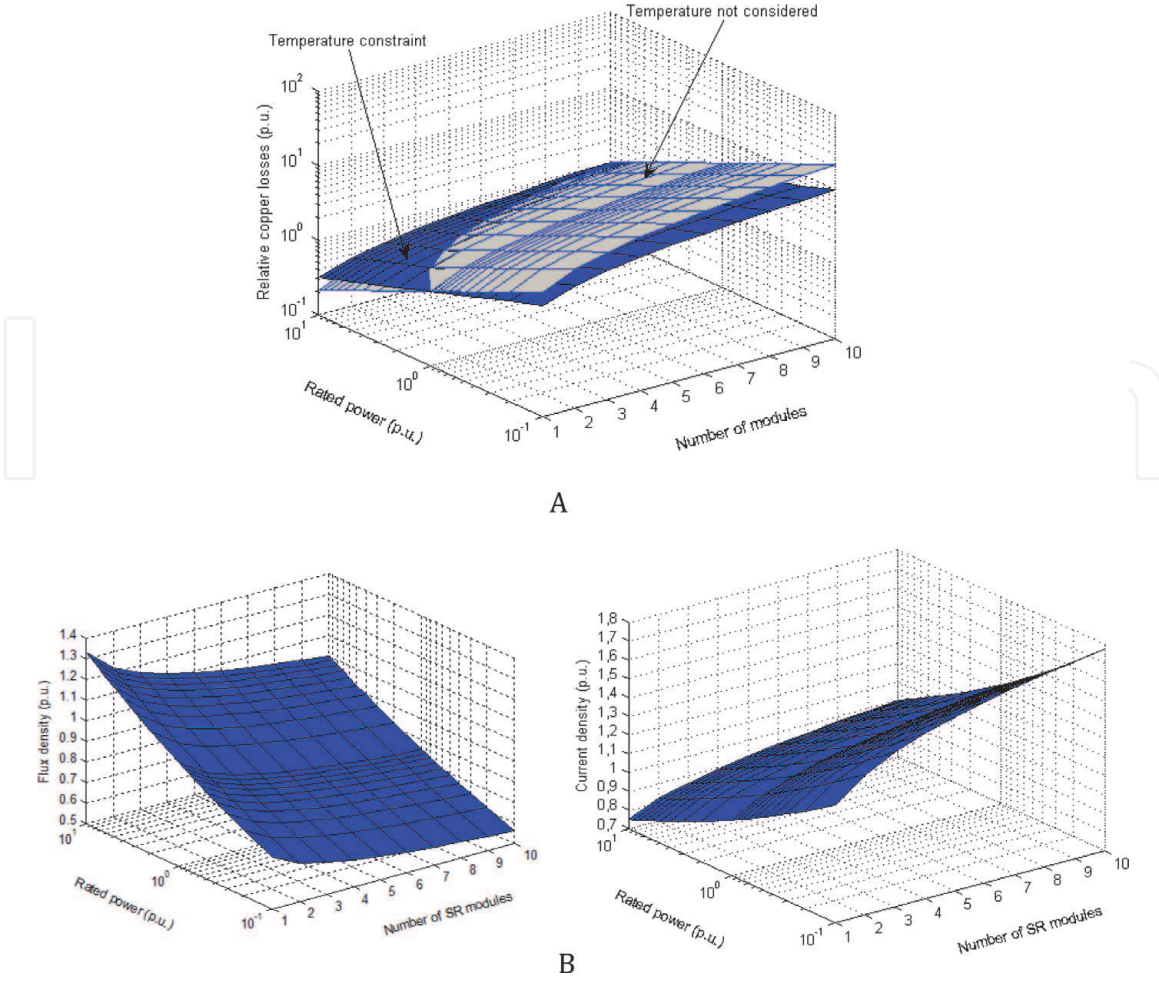 Temperature not considered
Temperature constraint
Relative copper losses (p.u.)
10²
10¹
10⁰
10⁻¹
10¹
10⁰
10⁻¹
Rated power (p.u.)
1 2 3 4 5 6 7 8 9 10
Number of modules
A
Flux density (p.u.)
1.4
1.3
1.2
1.1
1
0.9
0.8
0.7
0.6
0.5
10¹
10⁰
10⁻¹
Rated power (p.u.)
1 2 3 4 5 6 7 8 9 10
Number of SR modules
Current density (p.u.)
1,8
1,7
1,6
1,5
1,4
1,3
1,2
1,1
1
0,9
0,8
0,7
10¹
10⁰
10⁻¹
Rated power (p.u.)
1 2 3 4 5 6 7 8 9 10
Number of SR modules
B